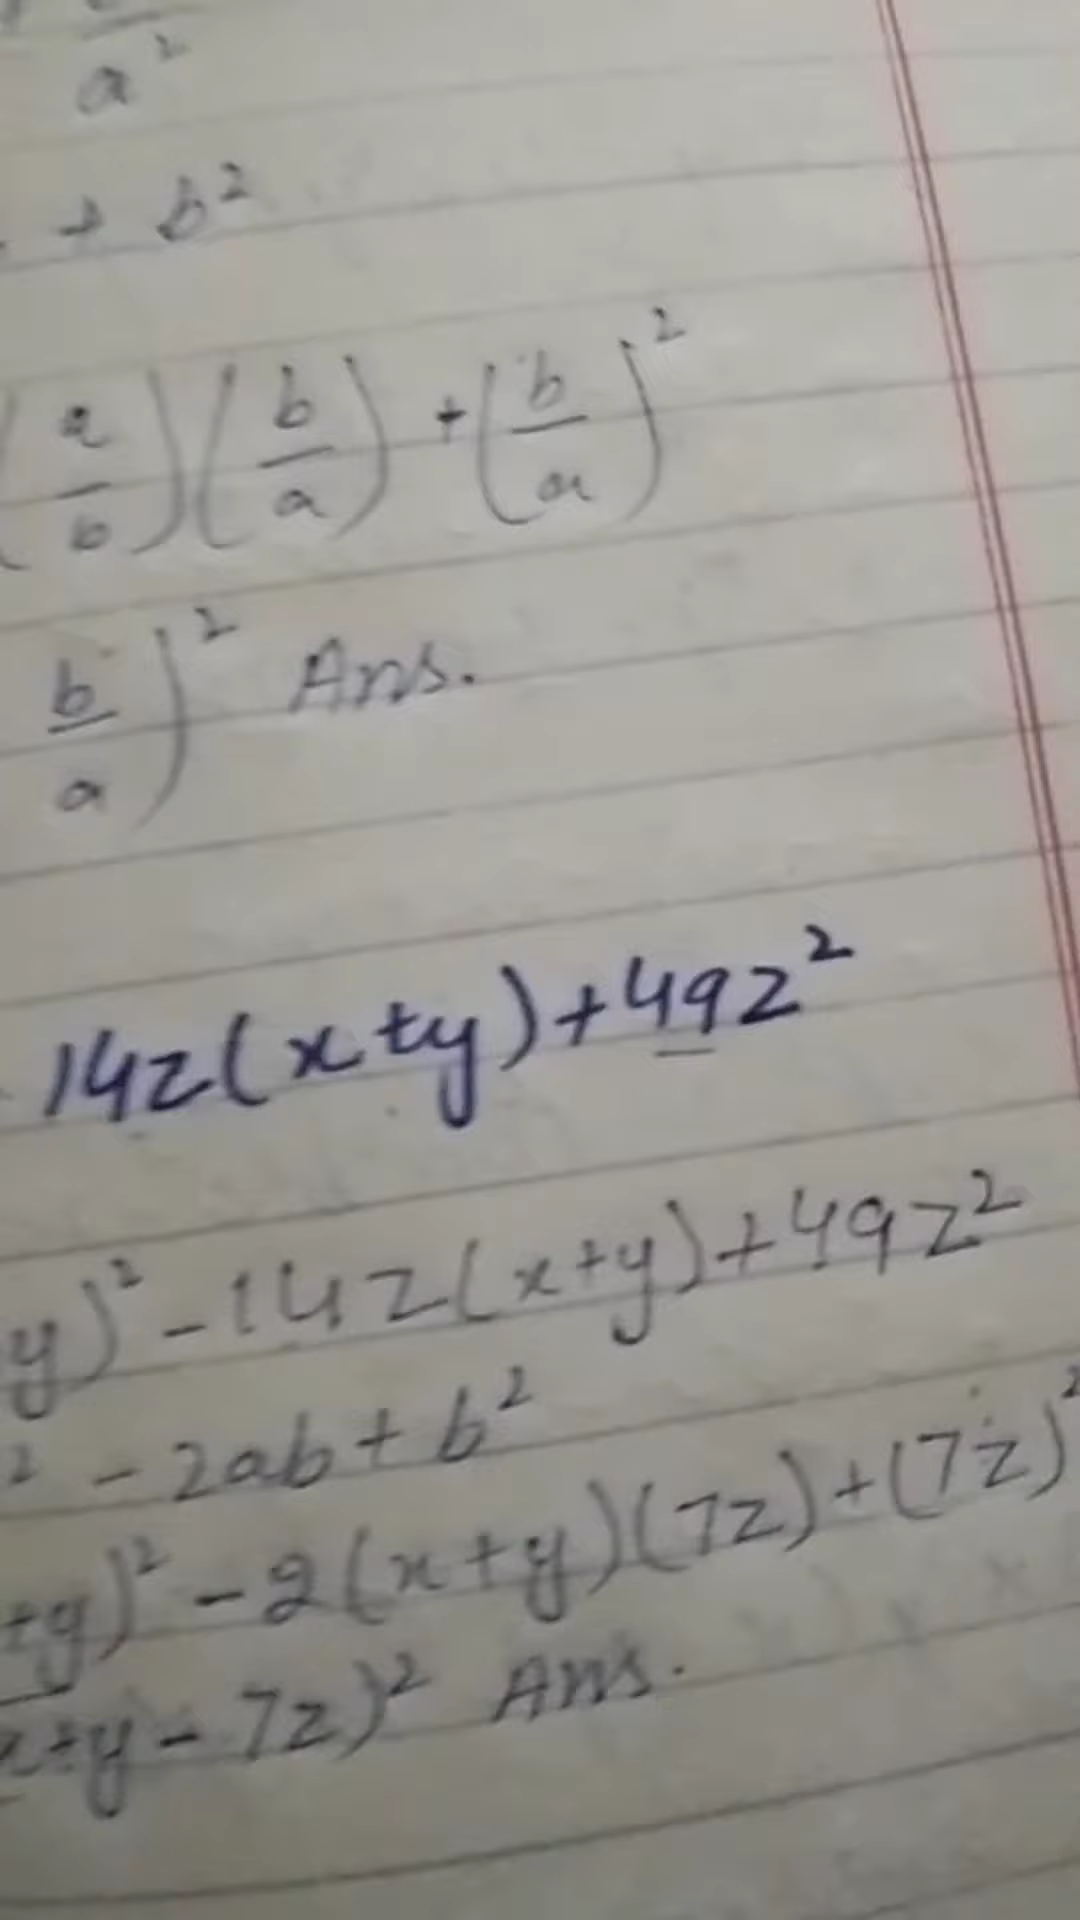 a²
+ b²
(a/b)(b/a) + (b/a)²
b/a)² Ans.
14z(x+y)+49z²
y)² - 14z(x+y)+49z²
² - 2ab + b²
+y)² - 2(x+y)(7z)+(7z)²
x+y - 7z)² Ans.